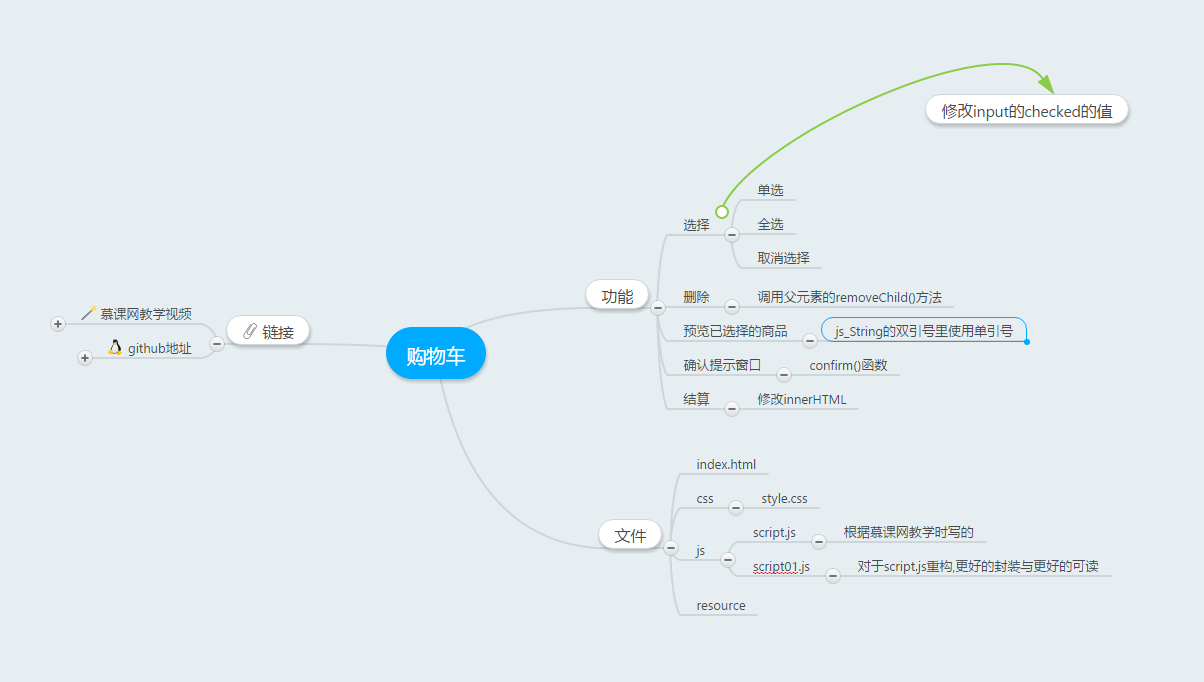 修改input的checked的值
单选
选择
全选
取消选择
功能
删除
调用父元素的removeChild()方法
预览已选择的商品
js_String的双引号里使用单引号
确认提示窗口
confirm()函数
结算
修改innerHTML
慕课网教学视频
链接
github地址
购物车
index.html
css
style.css
文件
js
script.js
根据慕课网教学时写的
script01.js
对于script.js重构,更好的封装与更好的可读
resource